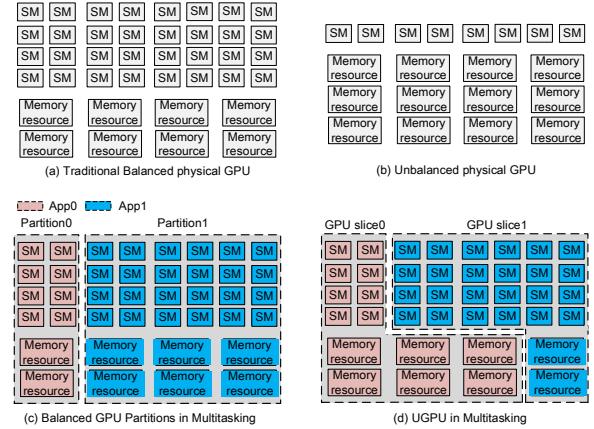 SM SM SM SM SM SM SM SM
SM SM SM SM SM SM SM SM
SM SM SM SM SM SM SM SM
SM SM SM SM SM SM SM SM
Memory resource Memory resource Memory resource Memory resource
Memory resource Memory resource Memory resource Memory resource
(a) Traditional Balanced physical GPU
SM SM SM SM SM SM SM SM
Memory resource Memory resource Memory resource Memory resource
Memory resource Memory resource Memory resource Memory resource
Memory resource Memory resource Memory resource Memory resource
(b) Unbalanced physical GPU
App0 App1
Partition0 Partition1
SM SM SM SM SM SM SM SM
SM SM SM SM SM SM SM SM
SM SM SM SM SM SM SM SM
SM SM SM SM SM SM SM SM
Memory resource Memory resource Memory resource Memory resource
Memory resource Memory resource Memory resource Memory resource
(c) Balanced GPU Partitions in Multitasking
GPU slice0 GPU slice1
SM SM SM SM SM SM SM SM
SM SM SM SM SM SM SM SM
SM SM SM SM SM SM SM SM
SM SM SM SM SM SM SM SM
Memory resource Memory resource Memory resource Memory resource
Memory resource Memory resource Memory resource Memory resource
(d) UGPU in Multitasking